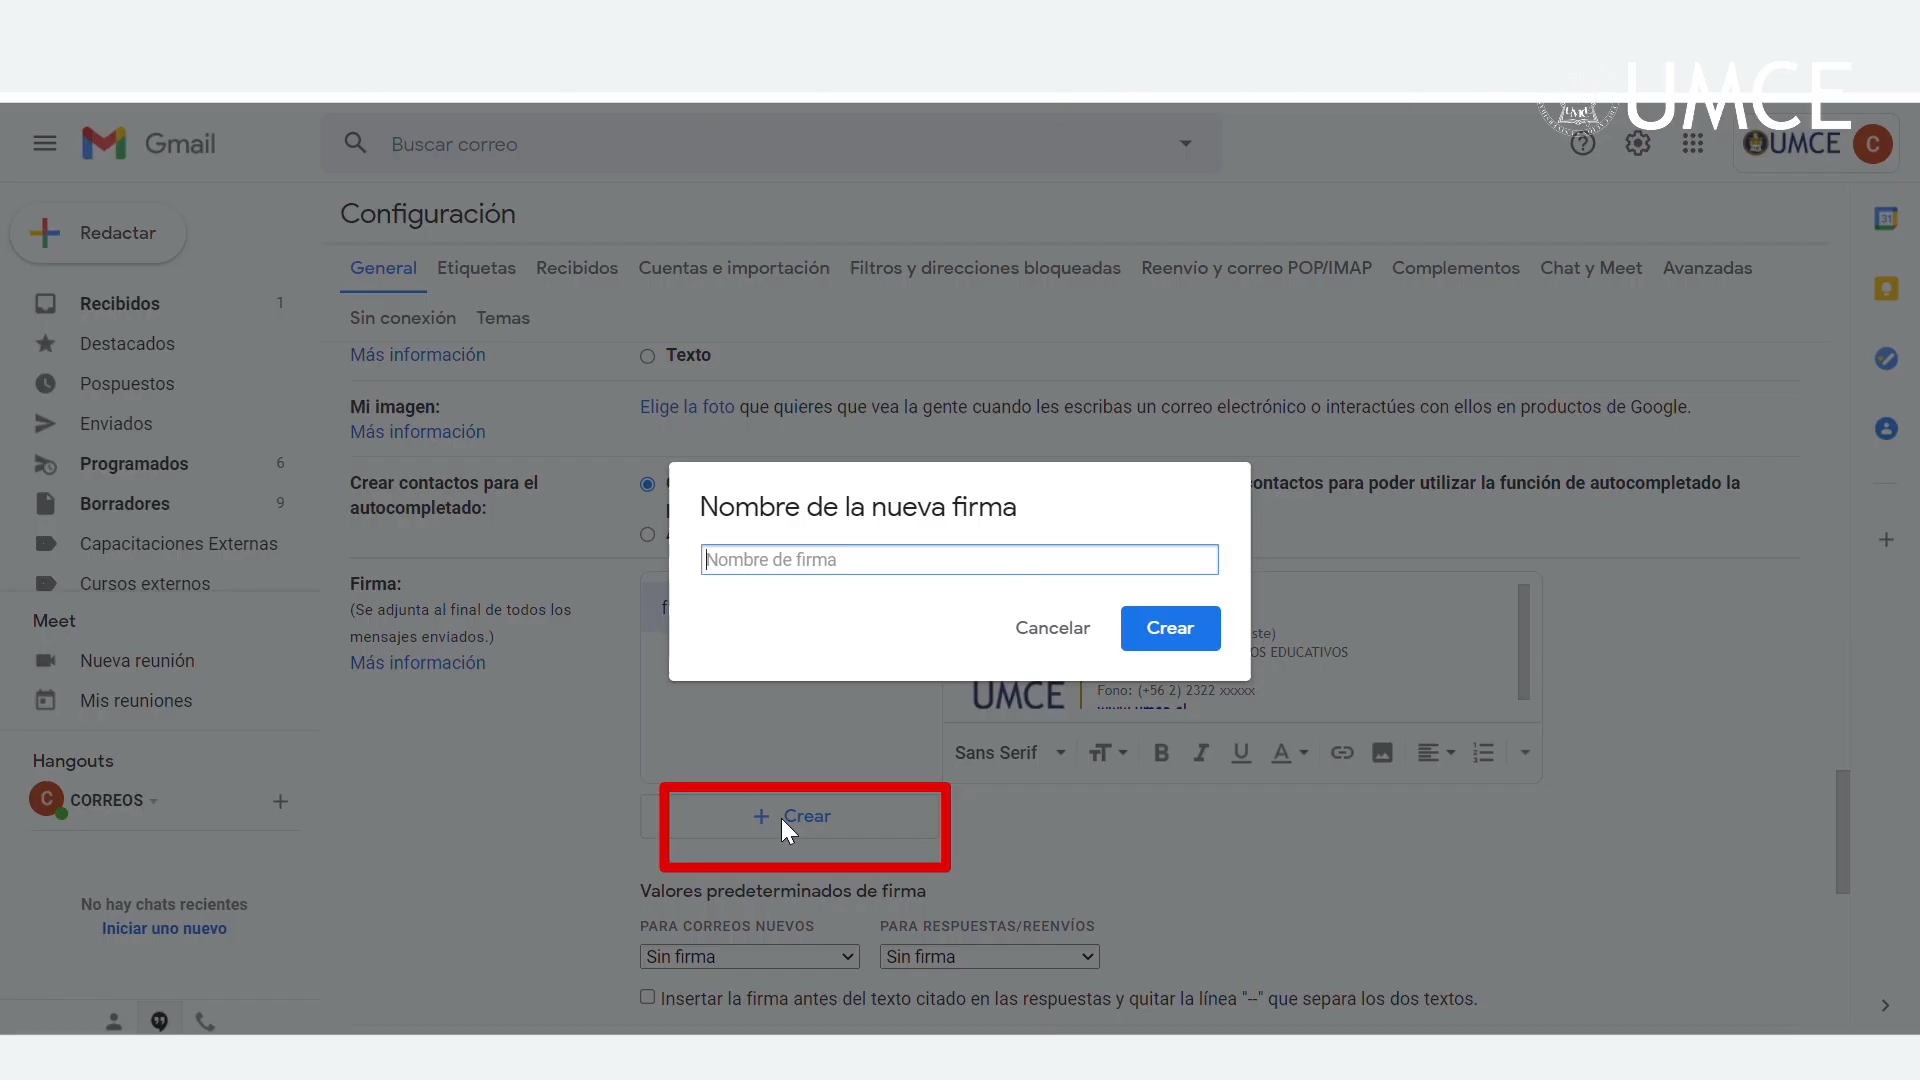 UMCE
Gmail
Buscar correo
UMCE
C
Redactar
Configuración
General Etiquetas Recibidos Cuentas e importación Filtros y direcciones bloqueadas Reenvío y correo POP/IMAP Complementos Chat y Meet Avanzadas
Sin conexión Temas
Recibidos 1
Destacados
Pospuestos
Enviados
Programados 6
Borradores 9
Capacitaciones Externas
Cursos externos
Meet
Nueva reunión
Mis reuniones
Hangouts
C CORREOS
No hay chats recientes
Iniciar uno nuevo
Más información
Texto
Mi imagen:
Más información
Elige la foto que quieres que vea la gente cuando les escribas un correo electrónico o interactúes con ellos en productos de Google.
Crear contactos para el
autocompletado:
contactos para poder utilizar la función de autocompletado la
Firma:
(Se adjunta al final de todos los
mensajes enviados.)
Más información
Nombre de la nueva firma
Nombre de firma
Cancelar Crear
OS EDUCATIVOS
UMCE
Fono: (+56 2) 2322 xxxxx
www.umce.cl
Sans Serif
+ Crear
Valores predeterminados de firma
PARA CORREOS NUEVOS PARA RESPUESTAS/REENVÍOS
Sin firma Sin firma
Insertar la firma antes del texto citado en las respuestas y quitar la línea "--" que separa los dos textos.
31